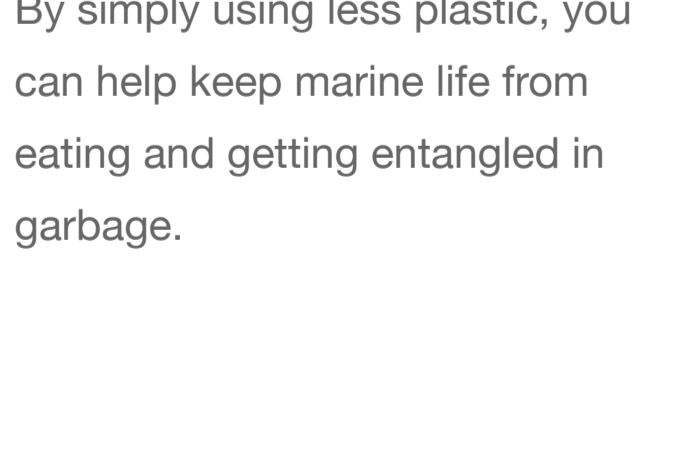 By simply using less plastic, you
can help keep marine life from
eating and getting entangled in
garbage.